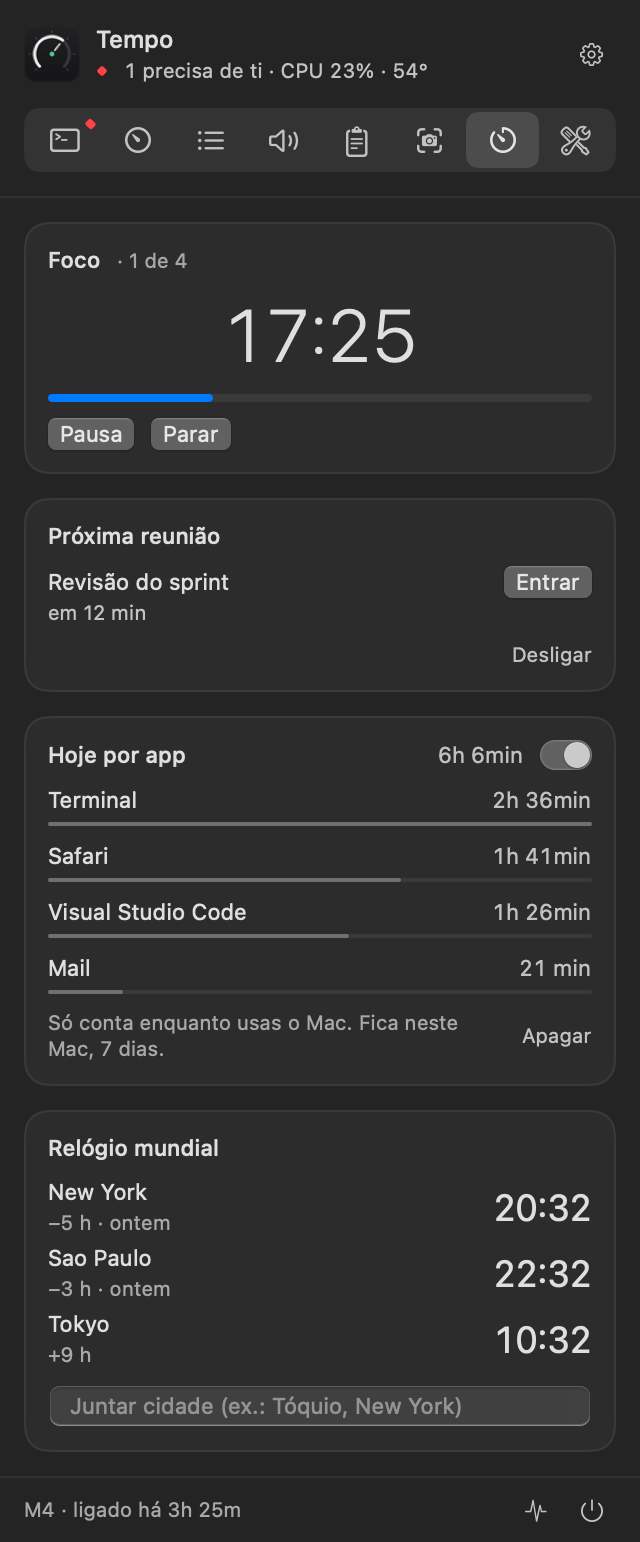 Tempo
1 precisa de ti · CPU 23% · 54°
Foco · 1 de 4
17:25
Pausa Parar
Próxima reunião
Revisão do sprint Entrar
em 12 min
Desligar
Hoje por app 6h 6min
Terminal 2h 36min
Safari 1h 41min
Visual Studio Code 1h 26min
Mail 21 min
Só conta enquanto usas o Mac. Fica neste
Mac, 7 dias.
Apagar
Relógio mundial
New York 20:32
−5 h · ontem
Sao Paulo 22:32
−3 h · ontem
Tokyo 10:32
+9 h
Juntar cidade (ex.: Tóquio, New York)
M4 · ligado há 3h 25m